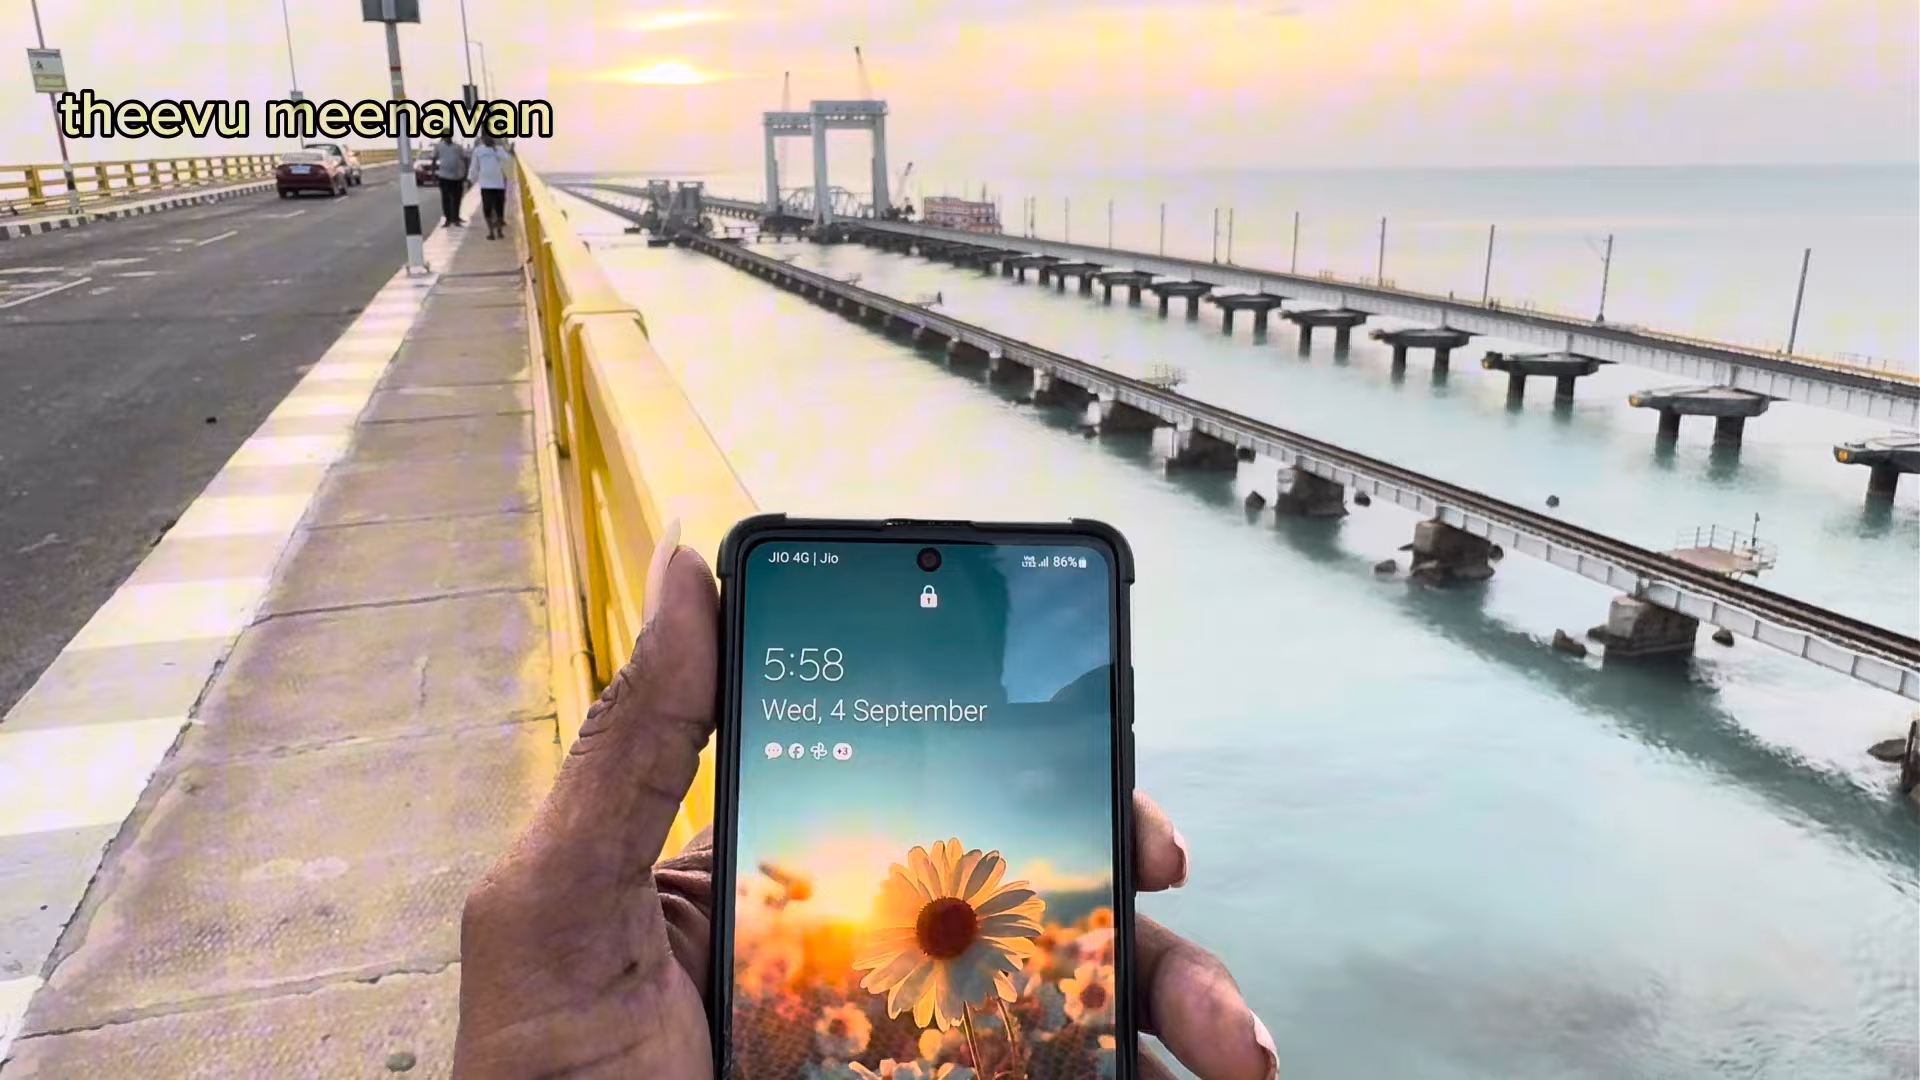 theevu meenavan
JIO 4G | Jio
86%
5:58
Wed, 4 September
+3